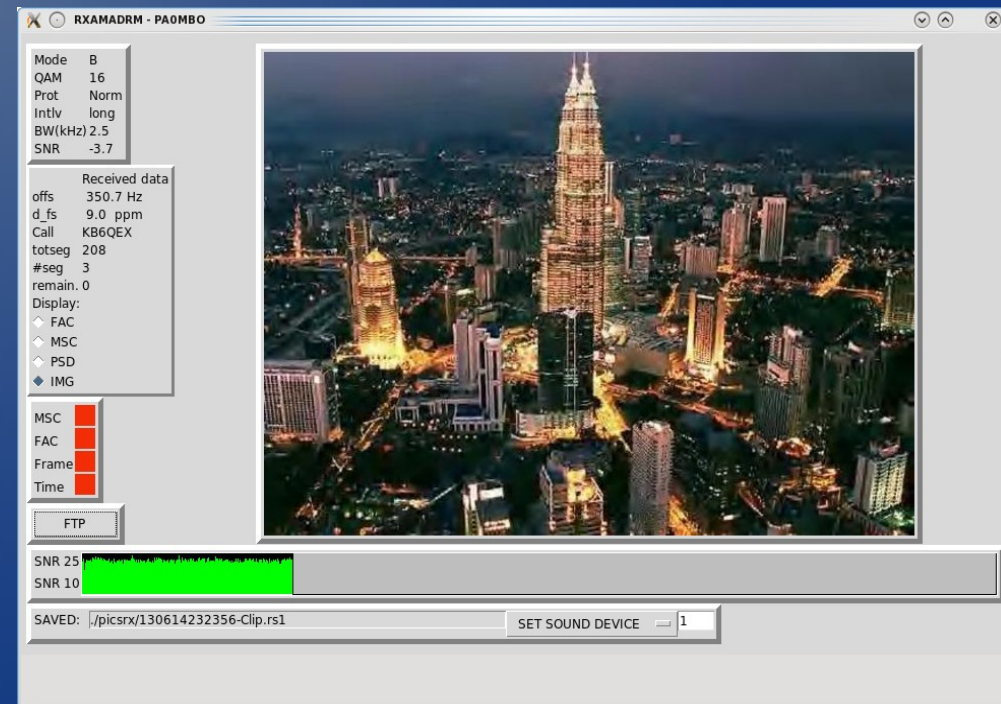 RXAMADRM - PA0MBO
Mode B
QAM 16
Prot Norm
Intlv long
BW(kHz) 2.5
SNR -3.7
Received data
offs 350.7 Hz
d_fs 9.0 ppm
Call KB6QEX
totseg 208
#seg 3
remain. 0
Display:
FAC
MSC
PSD
IMG
MSC
FAC
Frame
Time
FTP
SNR 25
SNR 10
SAVED: ./picsrx/130614232356-Clip.rs1 SET SOUND DEVICE 1